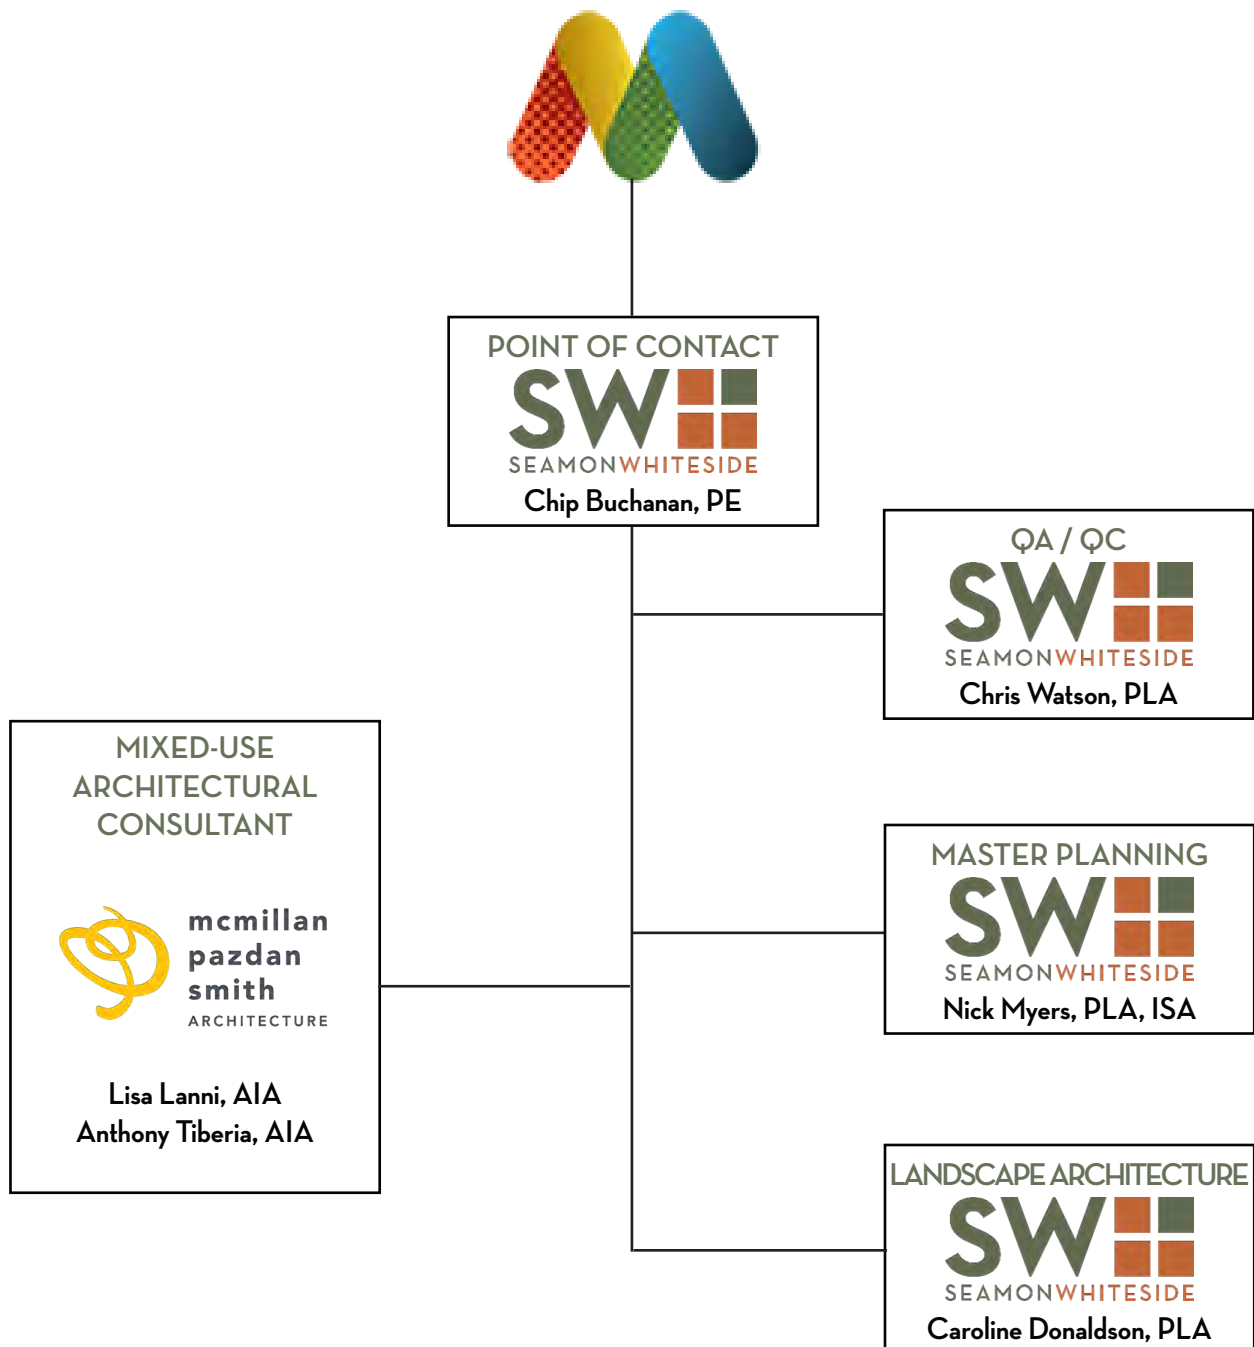 POINT OF CONTACT
SW
SEAMONWHITESIDE
Chip Buchanan, PE
QA / QC
SW
SEAMONWHITESIDE
Chris Watson, PLA
MIXED-USE
ARCHITECTURAL
CONSULTANT
mcmillan
pazdan
smith
ARCHITECTURE
Lisa Lanni, AIA
Anthony Tiberia, AIA
MASTER PLANNING
SW
SEAMONWHITESIDE
Nick Myers, PLA, ISA
LANDSCAPE ARCHITECTURE
SW
SEAMONWHITESIDE
Caroline Donaldson, PLA